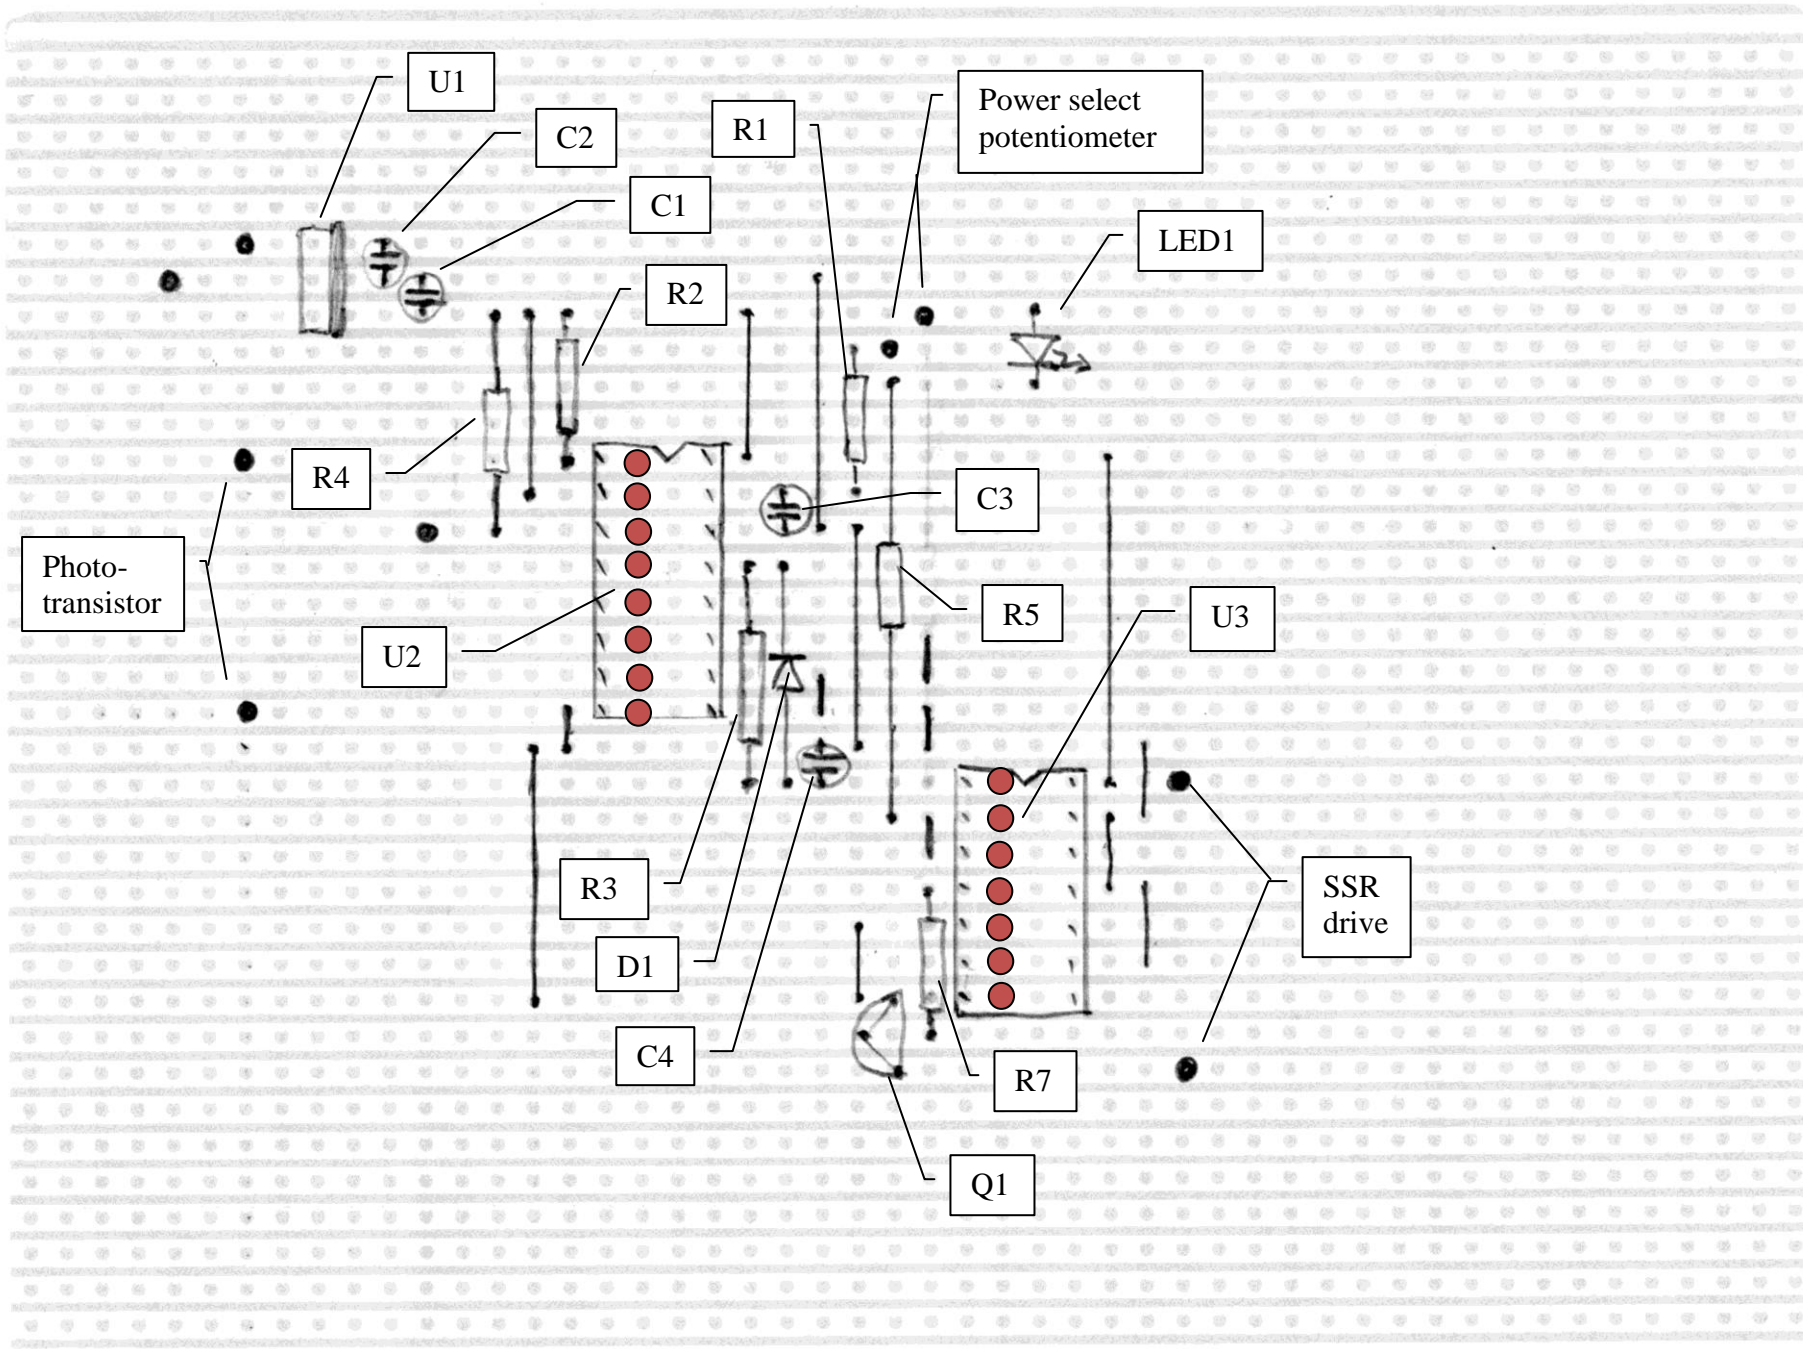 U1
C2
R1
Power select
potentiometer
C1
LED1
R2
R4
C3
Photo-
transistor
R5
U3
U2
R3
SSR
drive
D1
C4
R7
Q1